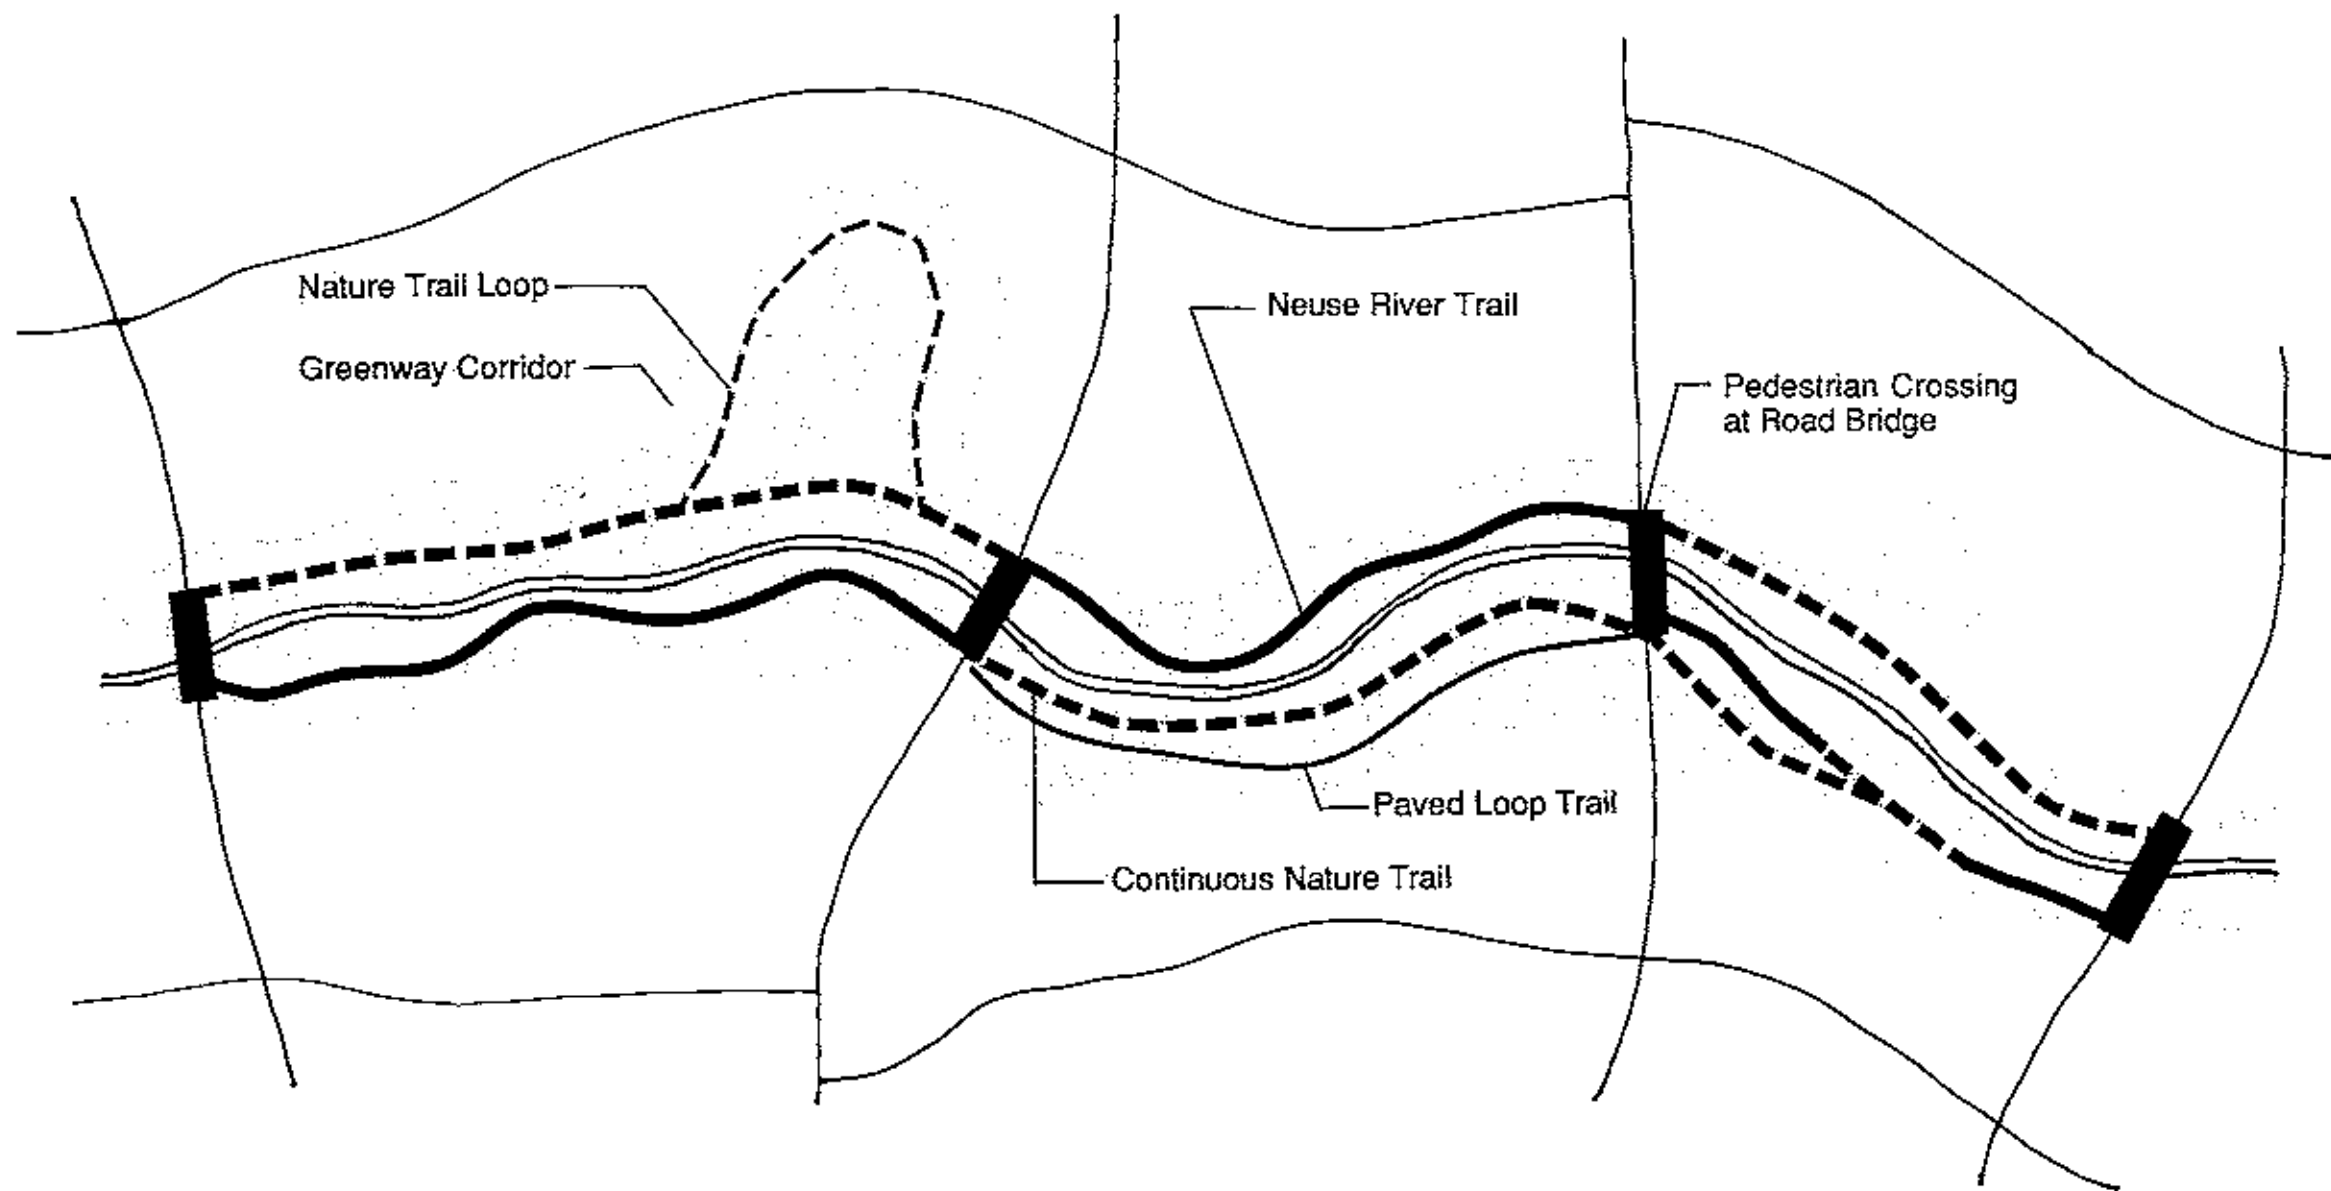 Nature Trail Loop
Greenway Corridor
Neuse River Trail
Pedestrian Crossing
at Road Bridge
Paved Loop Trail
Continuous Nature Trail